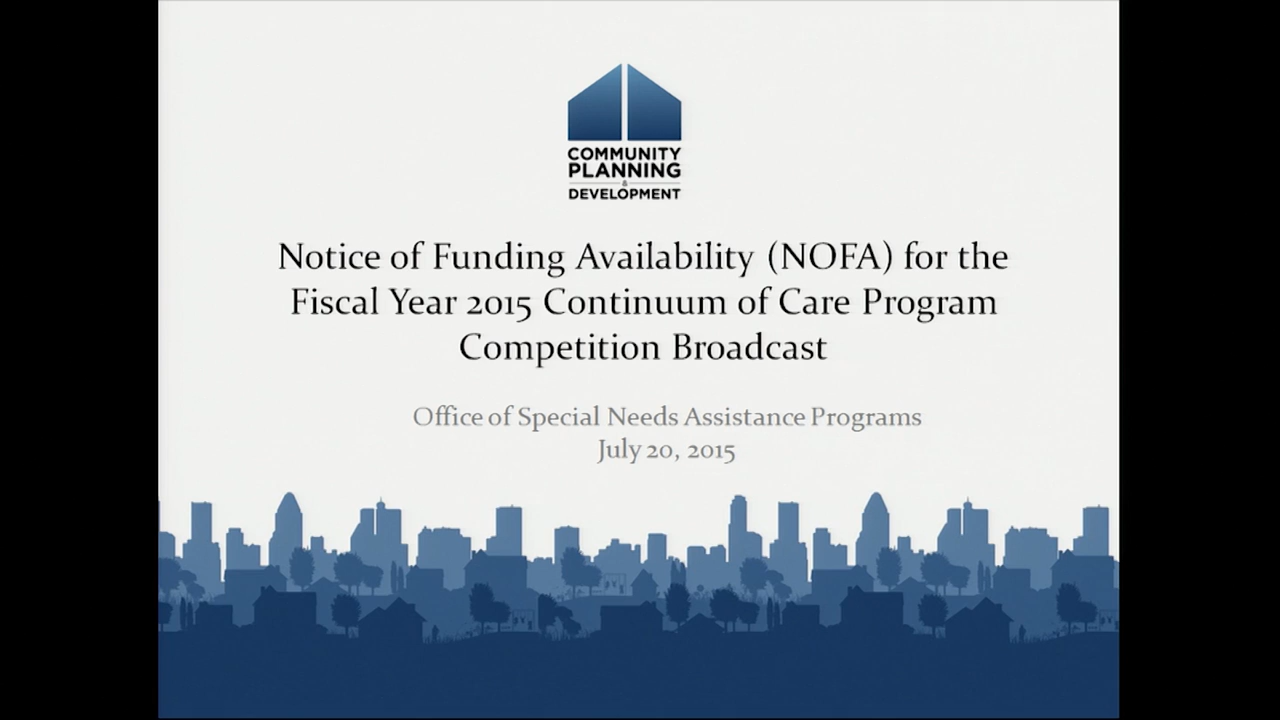 COMMUNITY
PLANNING
&
DEVELOPMENT
Notice of Funding Availability (NOFA) for the
Fiscal Year 2015 Continuum of Care Program
Competition Broadcast
Office of Special Needs Assistance Programs
July 20, 2015